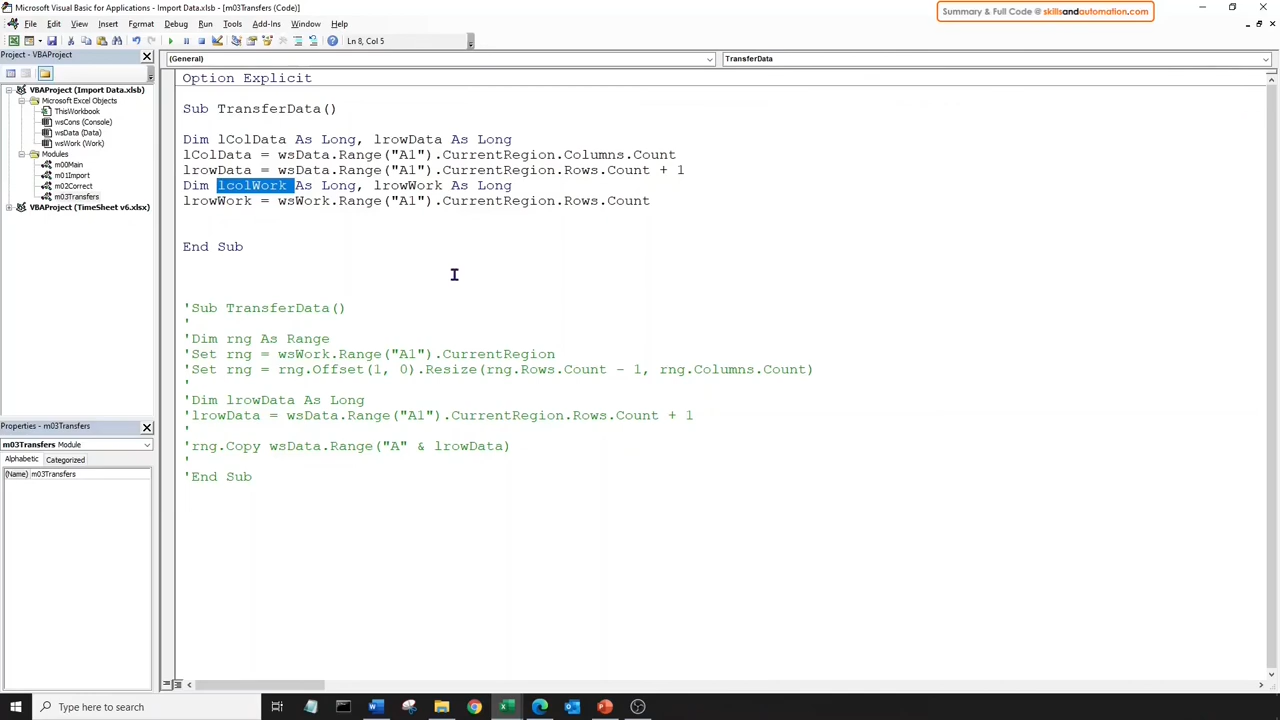 Microsoft Visual Basic for Applications - Import Data.xlsb - [m03Transfers (Code)]
Summary & Full Code @ skillsandautomation.com
File Edit View Insert Format Debug Run Tools Add-Ins Window Help
Ln 8, Col 5
Project - VBAProject
VBAProject (Import Data.xlsb)
Microsoft Excel Objects
ThisWorkbook
wsCons (Console)
wsData (Data)
wsWork (Work)
Modules
m00Main
m01Import
m02Correct
m03Transfers
VBAProject (TimeSheet v6.xlsx)
Properties - m03Transfers
m03Transfers Module
Alphabetic Categorized
(Name) m03Transfers
(General) TransferData
Option Explicit
Sub TransferData()
Dim lColData As Long, lrowData As Long
lColData = wsData.Range("A1").CurrentRegion.Columns.Count
lrowData = wsData.Range("A1").CurrentRegion.Rows.Count + 1
Dim lcolWork As Long, lrowWork As Long
lrowWork = wsWork.Range("A1").CurrentRegion.Rows.Count
End Sub
'Sub TransferData()
'
'Dim rng As Range
'Set rng = wsWork.Range("A1").CurrentRegion
'Set rng = rng.Offset(1, 0).Resize(rng.Rows.Count - 1, rng.Columns.Count)
'
'Dim lrowData As Long
'lrowData = wsData.Range("A1").CurrentRegion.Rows.Count + 1
'
'rng.Copy wsData.Range("A" & lrowData)
'
'End Sub
Type here to search